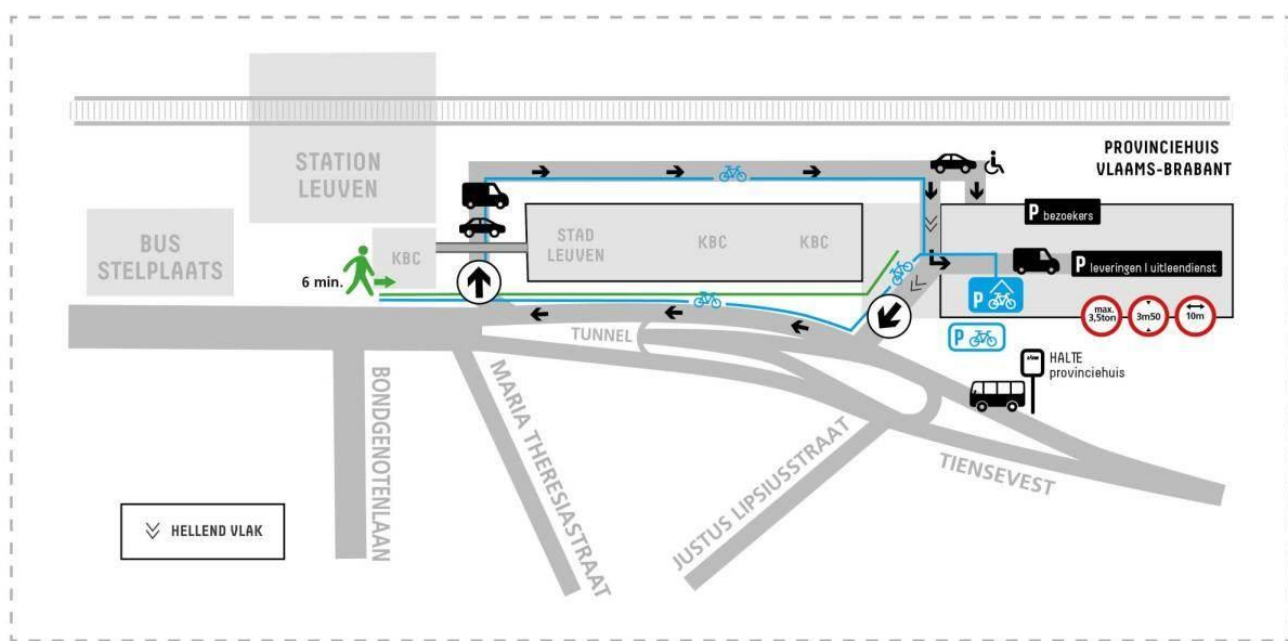 STATION
LEUVEN
PROVINCIEHUIS
VLAAMS-BRABANT
P bezoekers
BUS
STELPLAATS
KBC
STAD
LEUVEN
KBC
KBC
6 min.
P leveringen I uitleendienst
P
max.
3,5ton
3m50
10m
P
TUNNEL
HALTE
provinciehuis
BONDGENOTENLAAN
MARIA THERESIASTRAAT
JUSTUS LIPSIUSSTRAAT
TIENSEVEST
HELLEND VLAK